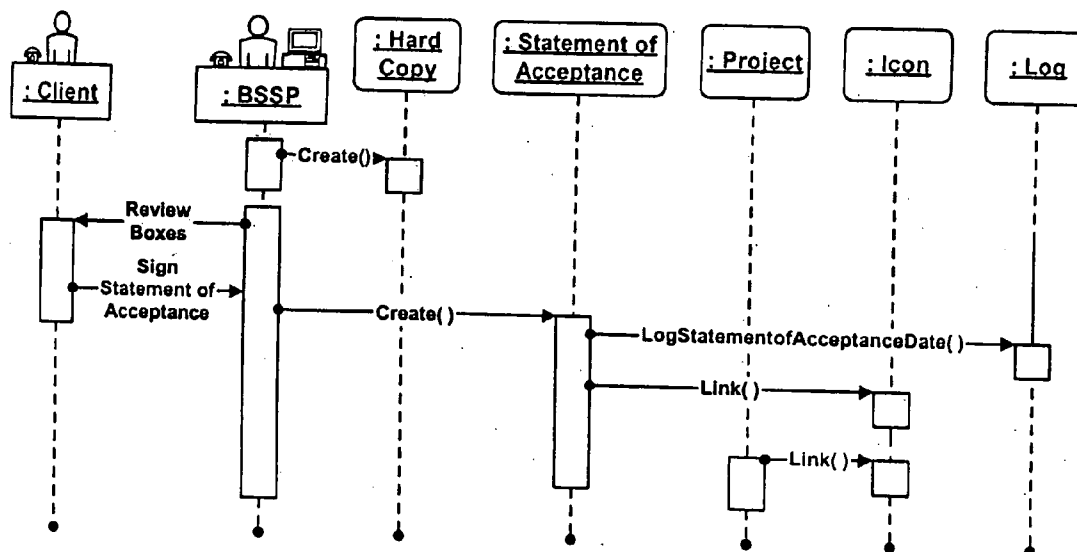 : Client
: BSSP
: Hard
Copy
: Statement of
Acceptance
: Project
: Icon
: Log
Create()
Review
Boxes
Sign
Statement of
Acceptance
Create( )
LogStatementofAcceptanceDate( )
Link( )
Link( )